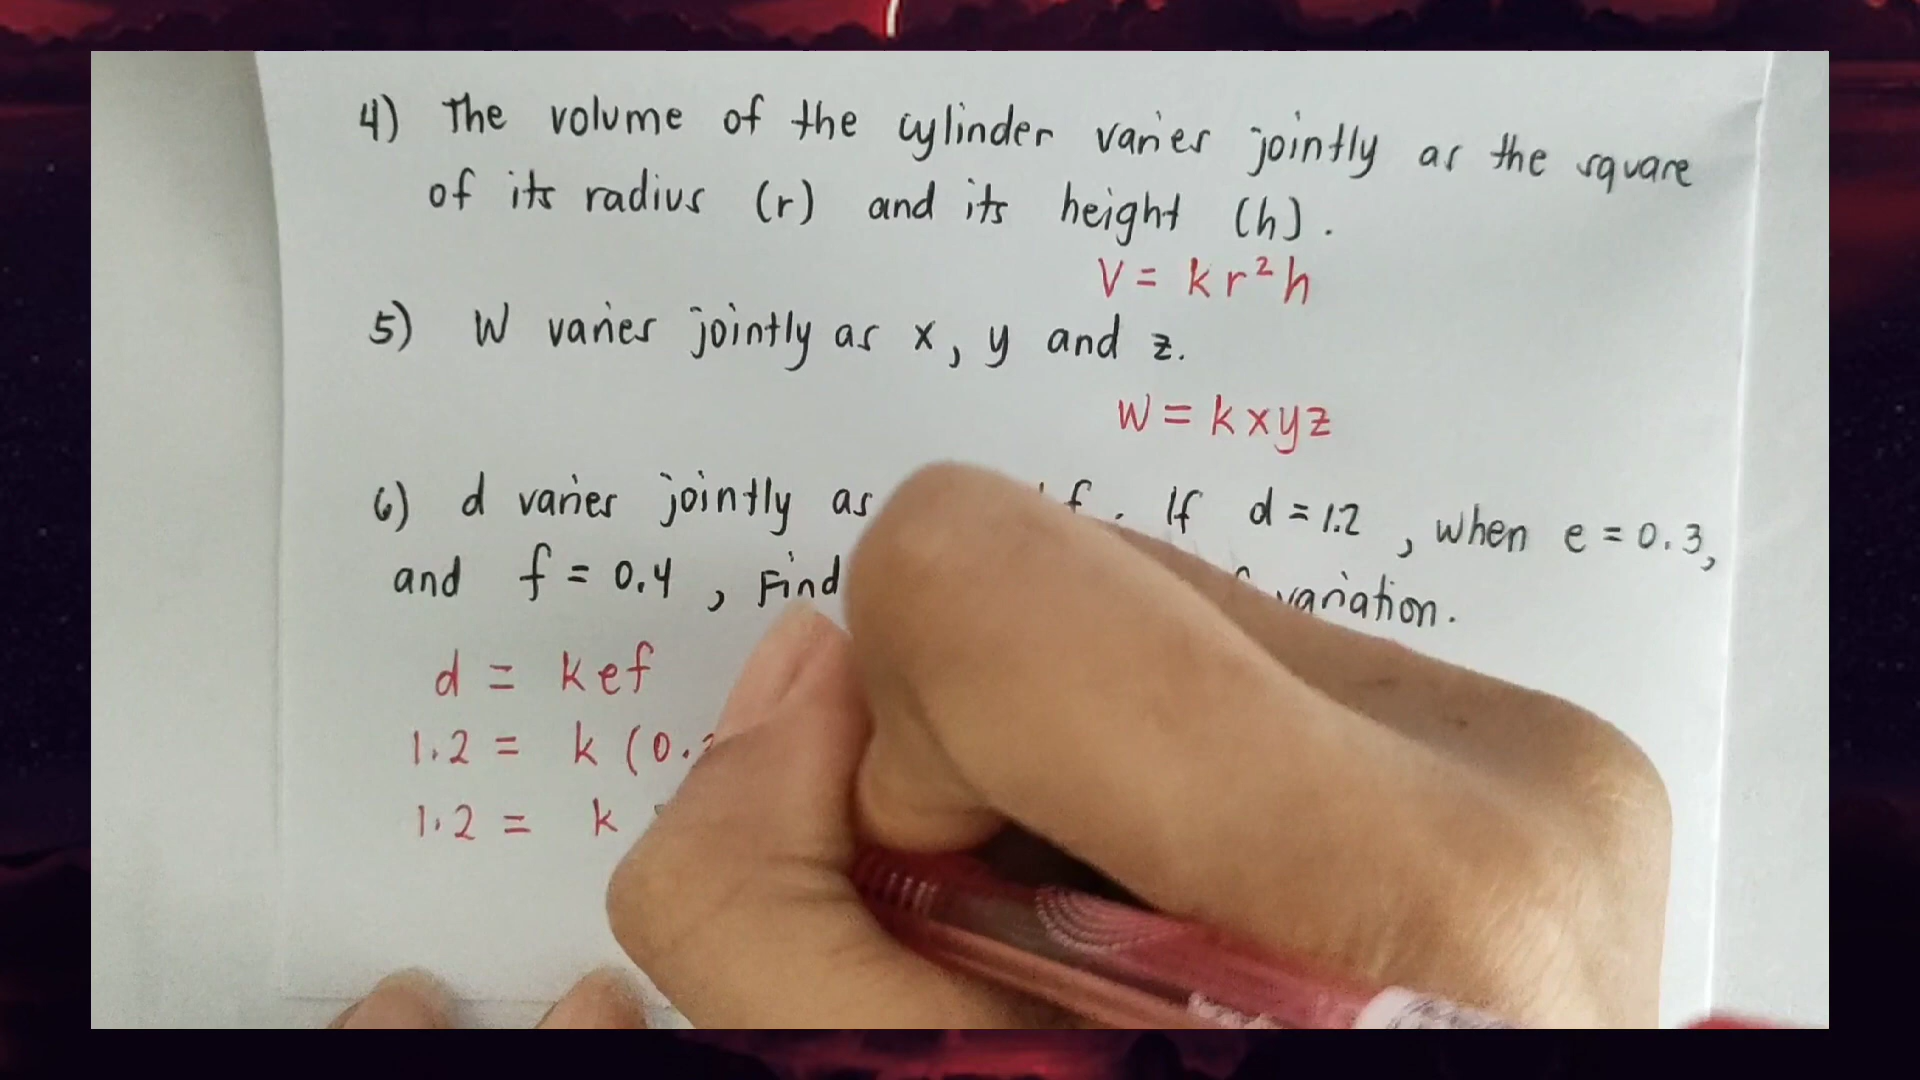 4) The volume of the cylinder varies jointly as the square
of its radius (r) and its height (h).
V = kr²h
5) W varies jointly as x, y and z.
W = kxyz
6) d varies jointly as f. If d = 1.2, when e = 0.3,
and f = 0.4, Find variation.
d = kef
1.2 = k (0.
1.2 = k